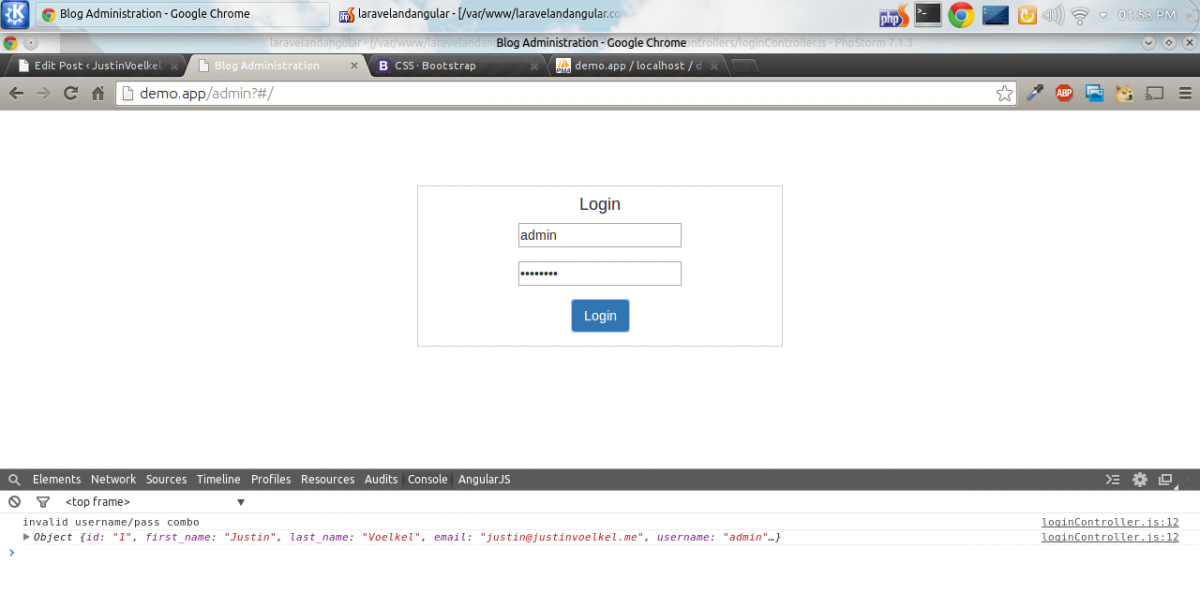 Blog Administration - Google Chrome
laravelandangular - [/var/www/laravelandangular.co
php
01:53 PM
laravelandangular - [/var/www/laravelan
Blog Administration - Google Chrome
ontrollers/loginController.js - PhpStorm 7.1.3
Edit Post ‹ JustinVoelkel.
Blog Administration
B CSS · Bootstrap
demo.app / localhost / d
demo.app/admin?#/
ABP
Login
admin
••••••••
Login
Elements Network Sources Timeline Profiles Resources Audits Console AngularJS
<top frame>
invalid username/pass combo loginController.js:12
Object {id: "1", first_name: "Justin", last_name: "Voelkel", email: "justin@justinvoelkel.me", username: "admin"…} loginController.js:12